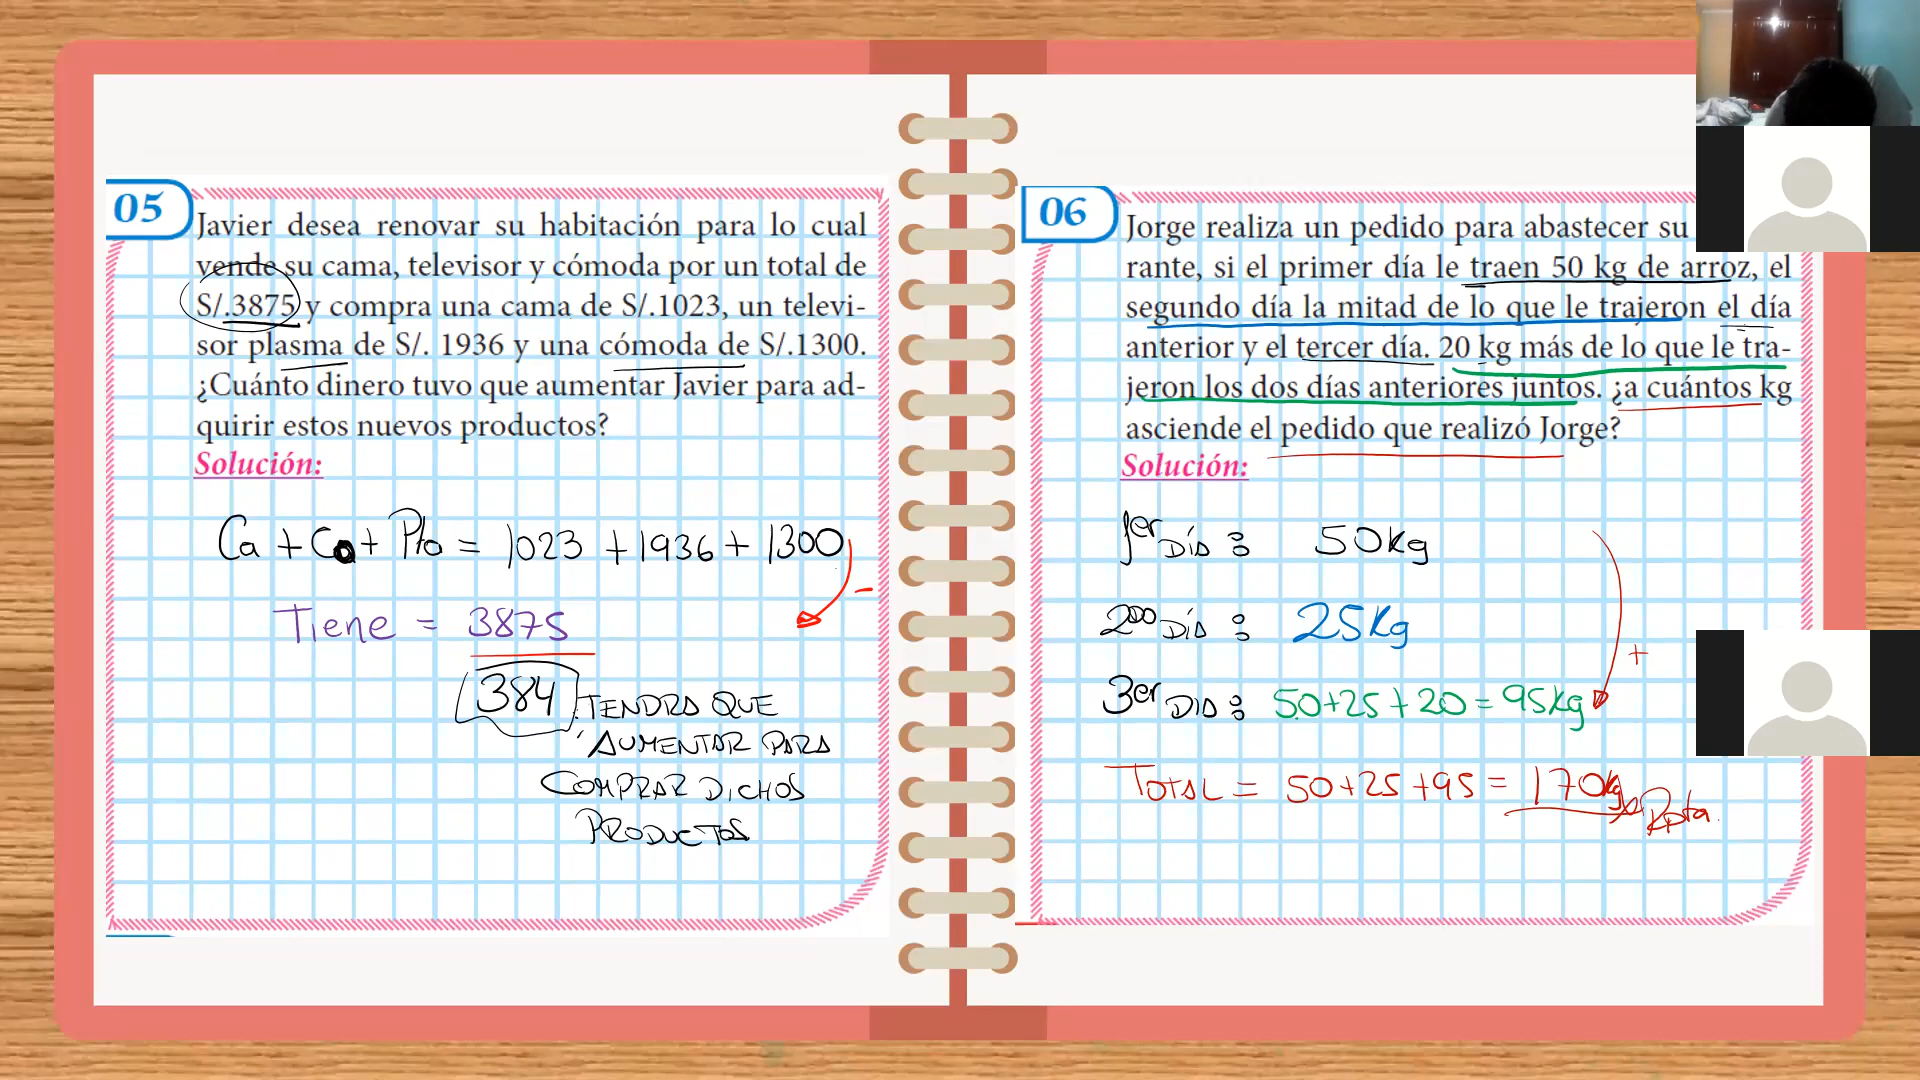 05
Javier desea renovar su habitación para lo cual
vende su cama, televisor y cómoda por un total de
S/.3875 y compra una cama de S/.1023, un televi-
sor plasma de S/. 1936 y una cómoda de S/.1300.
¿Cuánto dinero tuvo que aumentar Javier para ad-
quirir estos nuevos productos?
Solución:
Ca + Co + Pto = 1023 + 1936 + 1300
-
Tiene = 3875
384 TENDRA QUE
AUMENTAR PARA
COMPRAR DICHOS
PRODUCTOS
06
Jorge realiza un pedido para abastecer su
rante, si el primer día le traen 50 kg de arroz, el
segundo día la mitad de lo que le trajeron el día
anterior y el tercer día. 20 kg más de lo que le tra-
jeron los dos días anteriores juntos. ¿a cuántos kg
asciende el pedido que realizó Jorge?
Solución:
1er DÍA : 50kg
2do DÍA : 25kg
+
3er DIA : 50+25+20=95kg
TOTAL = 50+25+95 = 170kg Rpta.